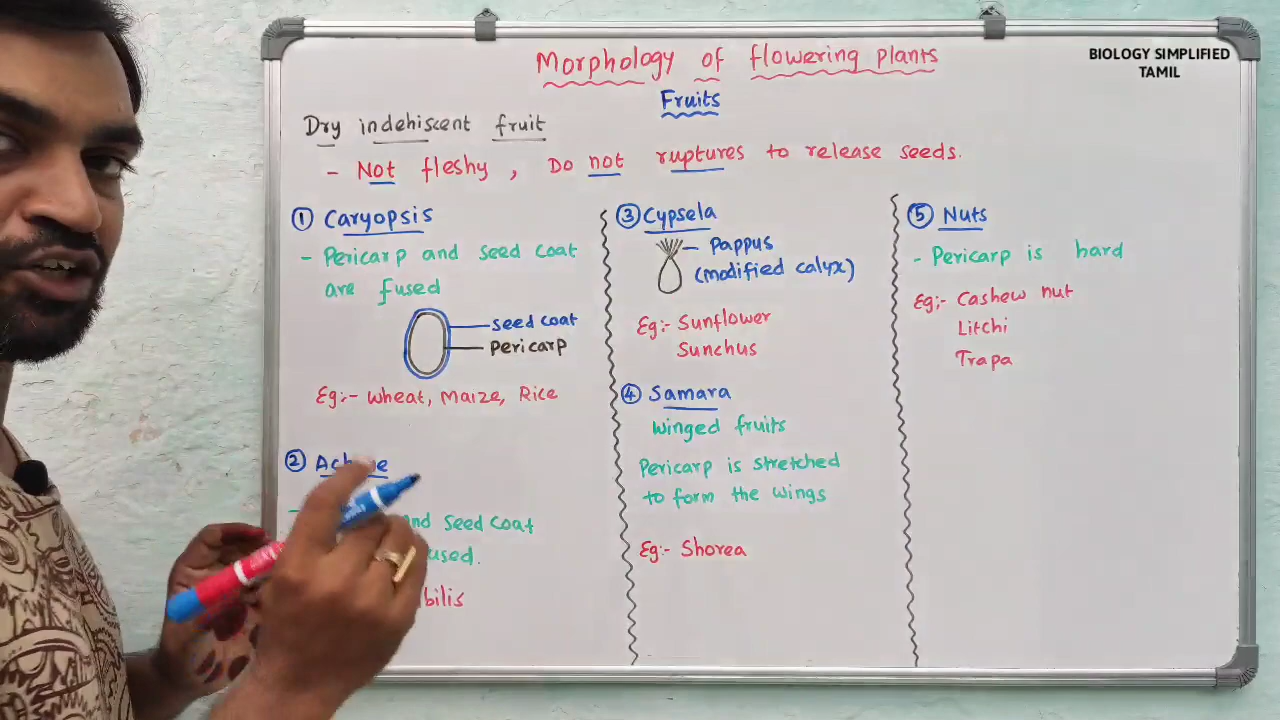 Morphology of flowering plants
BIOLOGY SIMPLIFIED
TAMIL
Fruits
Dry indehiscent fruit
- Not fleshy , Do not ruptures to release seeds.
① Caryopsis
- Pericarp and seed coat
are fused
seed coat
Pericarp
Eg:- Wheat, Maize, Rice
②
and seed coat
bilis
③ Cypsela
- Pappus
(modified calyx)
Eg:- Sunflower
Sunchus
④ Samara
Winged fruits
Pericarp is stretched
to form the wings
Eg:- Shorea
⑤ Nuts
- Pericarp is hard
Eg:- Cashew nut
Litchi
Trapa